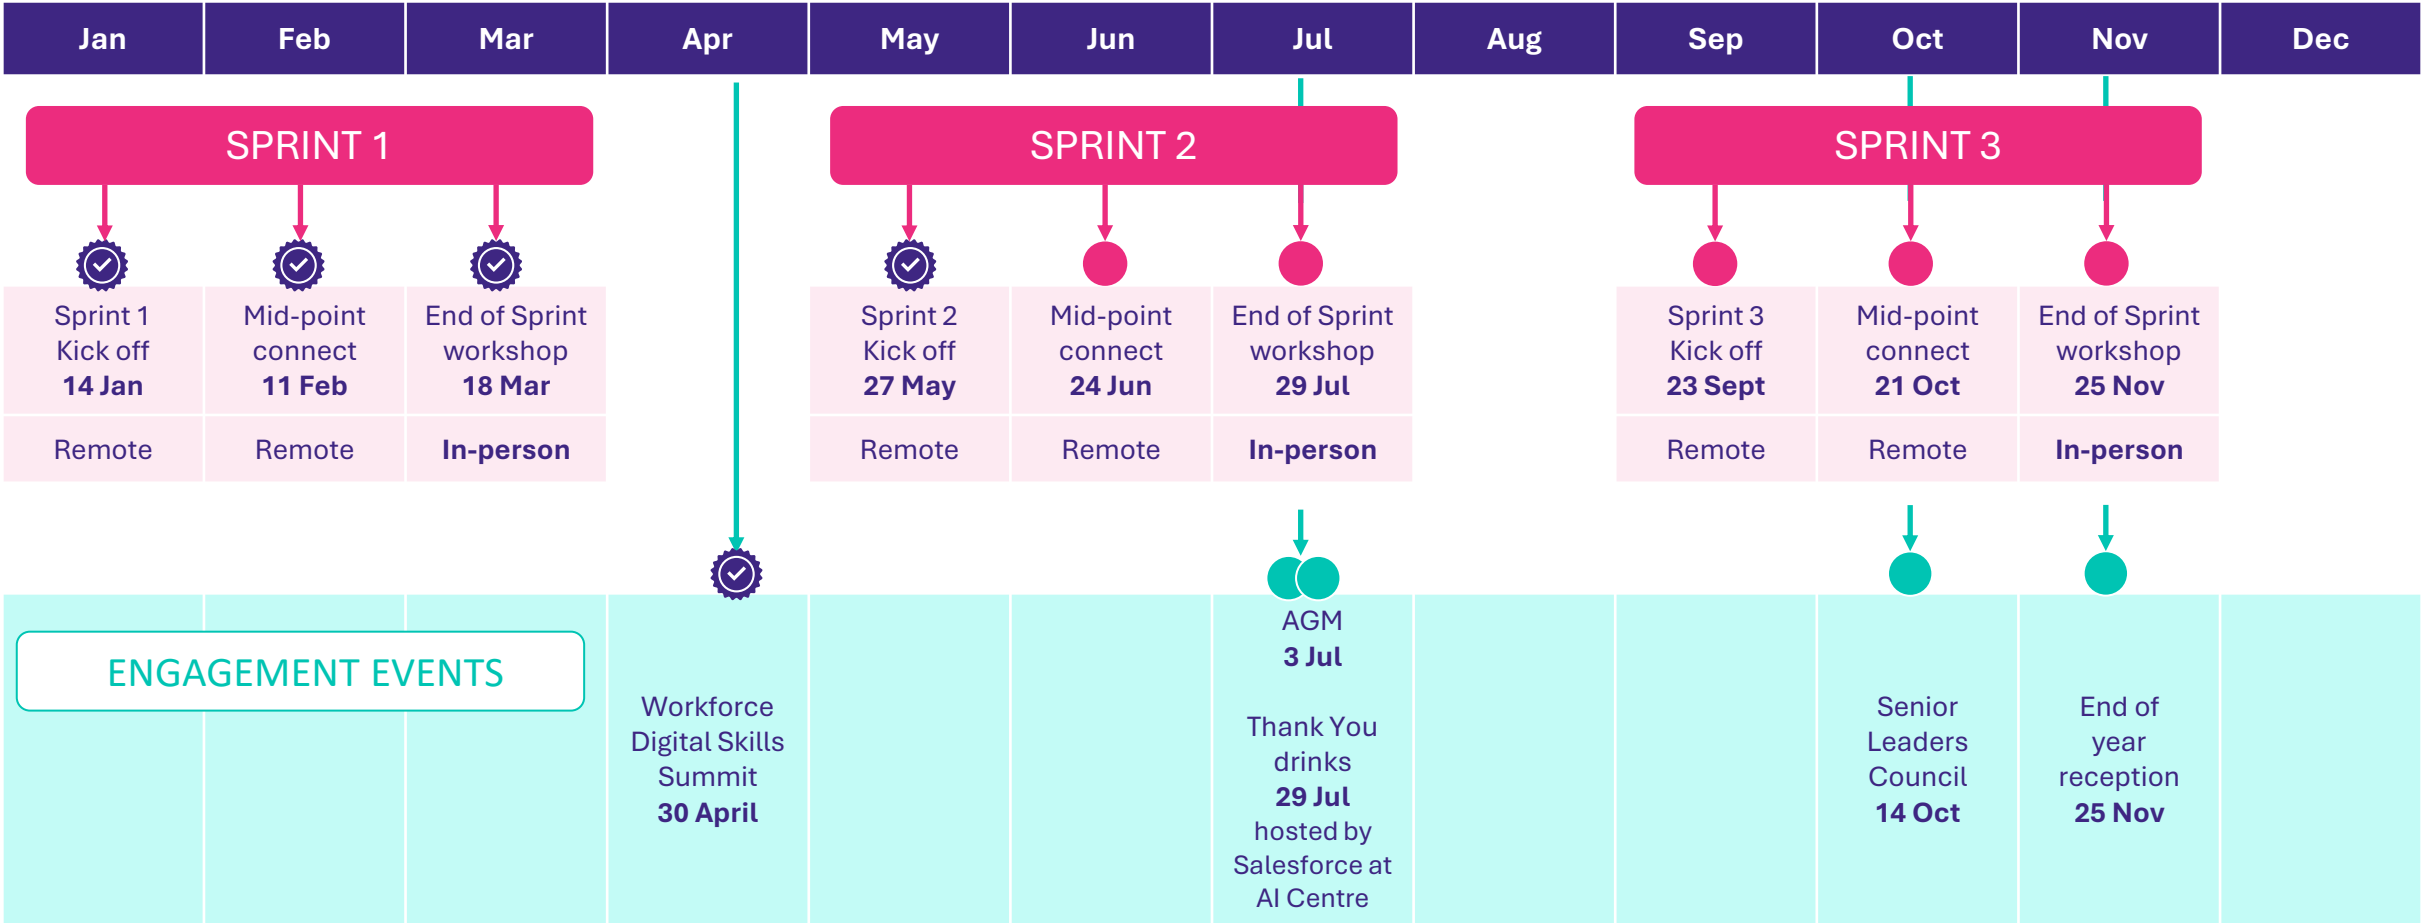 Jan Feb Mar Apr May Jun Jul Aug Sep Oct Nov Dec
SPRINT 1
SPRINT 2
SPRINT 3
Sprint 1
Kick off
14 Jan
Remote
Mid-point
connect
11 Feb
Remote
End of Sprint
workshop
18 Mar
In-person
Sprint 2
Kick off
27 May
Remote
Mid-point
connect
24 Jun
Remote
End of Sprint
workshop
29 Jul
In-person
Sprint 3
Kick off
23 Sept
Remote
Mid-point
connect
21 Oct
Remote
End of Sprint
workshop
25 Nov
In-person
ENGAGEMENT EVENTS
Workforce
Digital Skills
Summit
30 April
AGM
3 Jul
Thank You
drinks
29 Jul
hosted by
Salesforce at
AI Centre
Senior
Leaders
Council
14 Oct
End of
year
reception
25 Nov